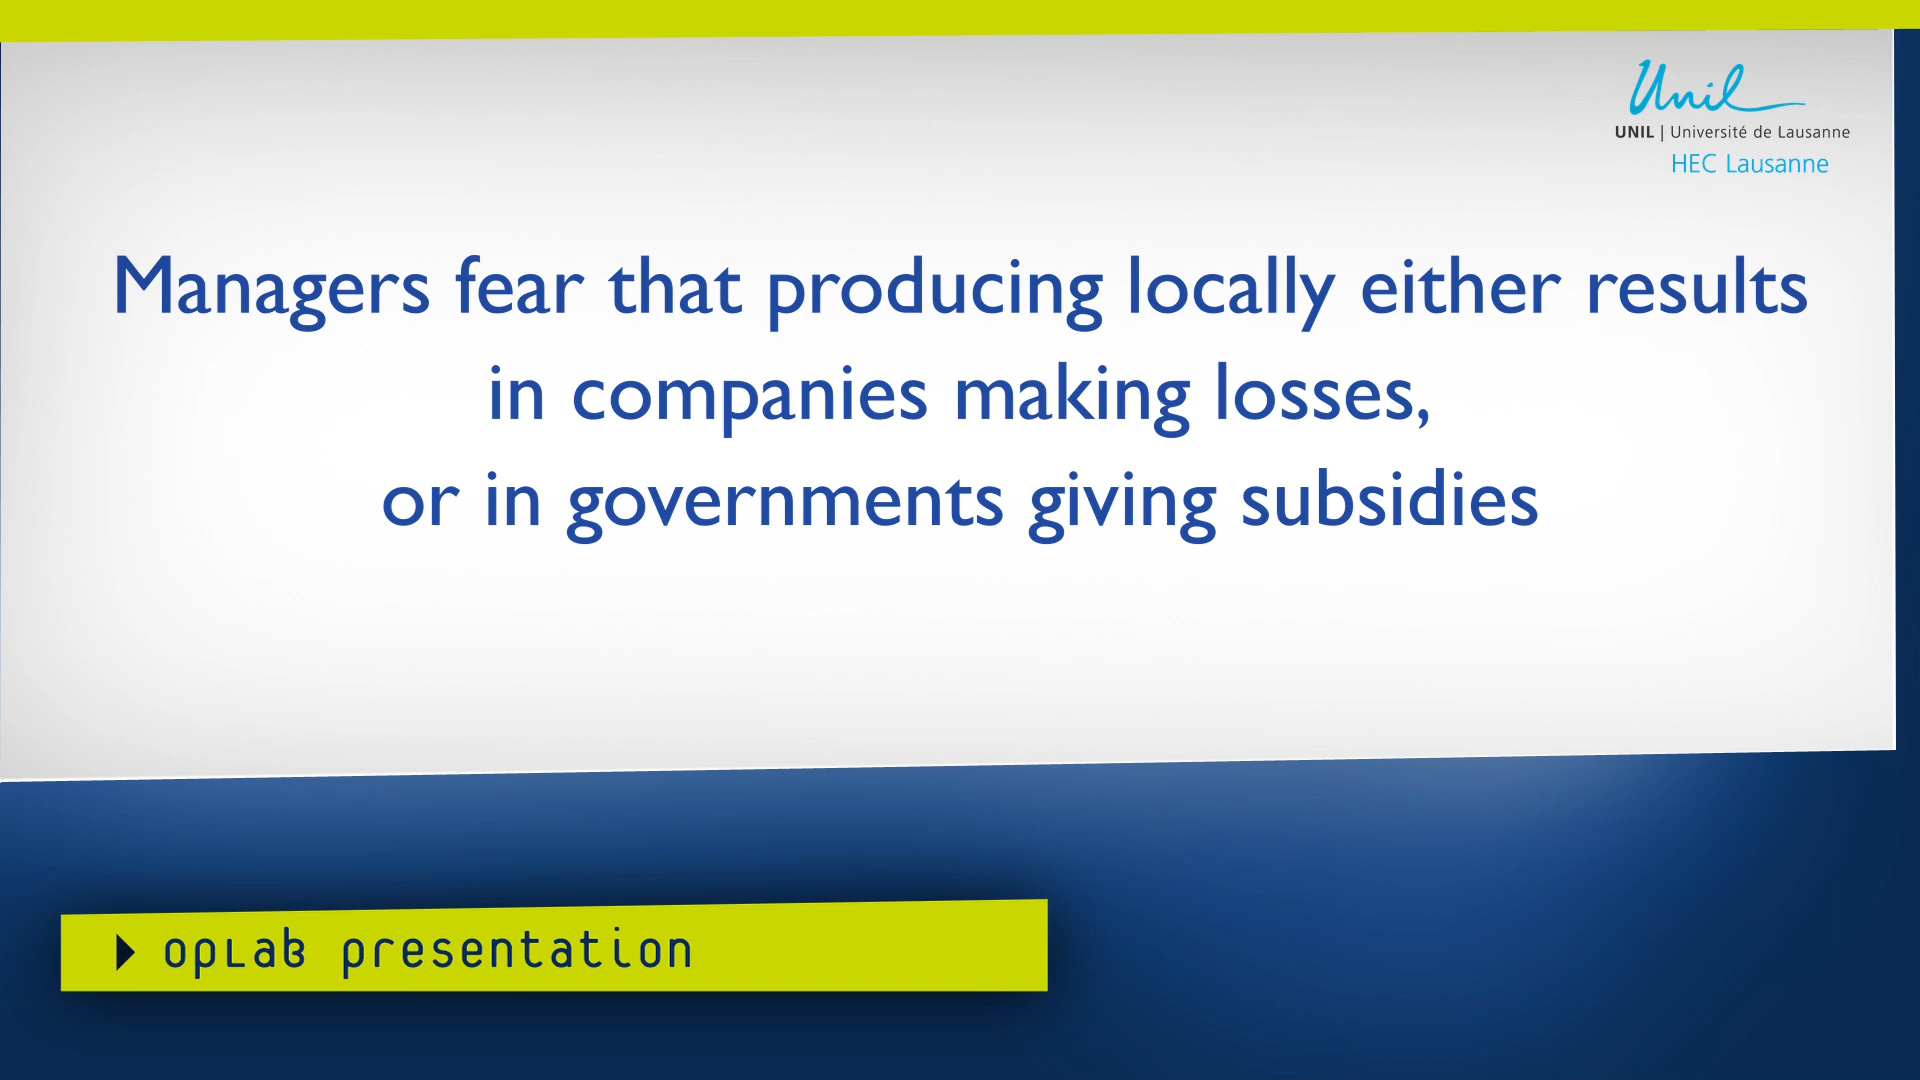 Unil
UNIL | Université de Lausanne
HEC Lausanne
Managers fear that producing locally either results
in companies making losses,
or in governments giving subsidies
opLab presentation